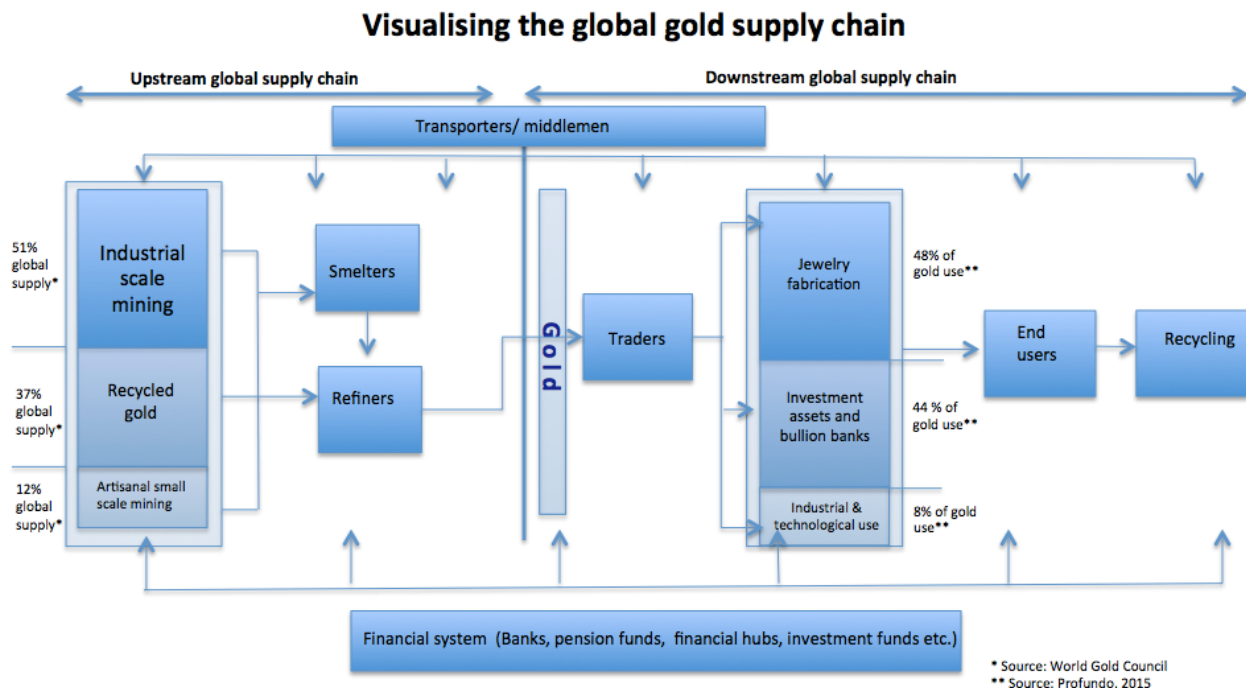 Visualising the global gold supply chain
Upstream global supply chain
Downstream global supply chain
Transporters/ middlemen
51%
global
supply*
Industrial
scale
mining
37%
global
supply*
Recycled
gold
12%
global
supply*
Artisanal small
scale mining
Smelters
Refiners
Gold
Traders
Jewelry
fabrication
48% of
gold use**
Investment
assets and
bullion banks
44 % of
gold use**
Industrial &
technological use
8% of gold
use**
End
users
Recycling
Financial system (Banks, pension funds, financial hubs, investment funds etc.)
* Source: World Gold Council
** Source: Profundo, 2015